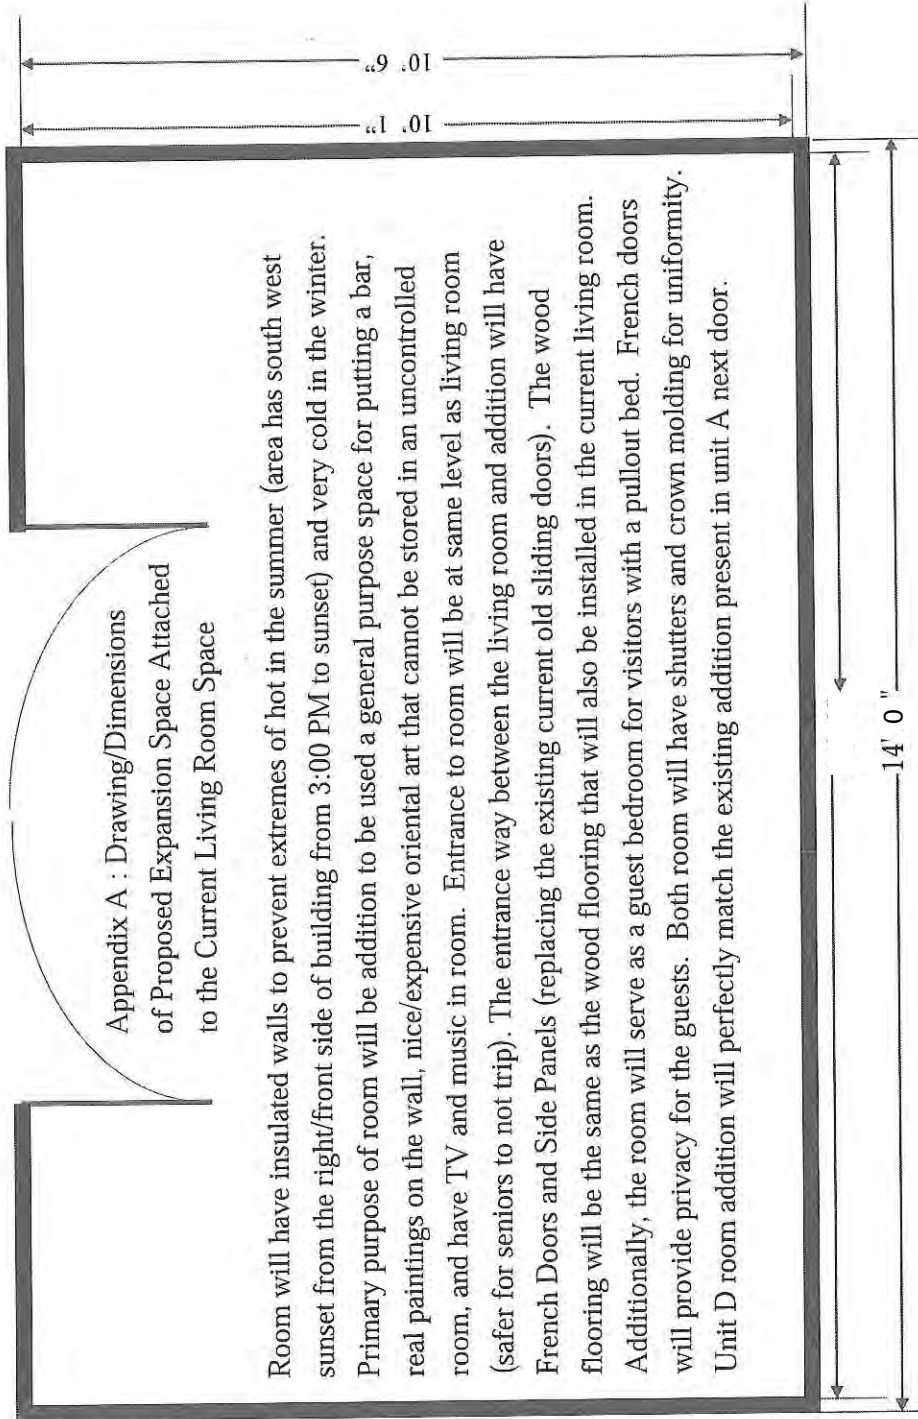 Appendix A : Drawing/Dimensions
of Proposed Expansion Space Attached
to the Current Living Room Space
Room will have insulated walls to prevent extremes of hot in the summer (area has south west
sunset from the right/front side of building from 3:00 PM to sunset) and very cold in the winter.
Primary purpose of room will be addition to be used a general purpose space for putting a bar,
real paintings on the wall, nice/expensive oriental art that cannot be stored in an uncontrolled
room, and have TV and music in room. Entrance to room will be at same level as living room
(safer for seniors to not trip). The entrance way between the living room and addition will have
French Doors and Side Panels (replacing the existing current old sliding doors). The wood
flooring will be the same as the wood flooring that will also be installed in the current living room.
Additionally, the room will serve as a guest bedroom for visitors with a pullout bed. French doors
will provide privacy for the guests. Both room will have shutters and crown molding for uniformity.
Unit D room addition will perfectly match the existing addition present in unit A next door.
10' 1"
10' 6"
14' 0"